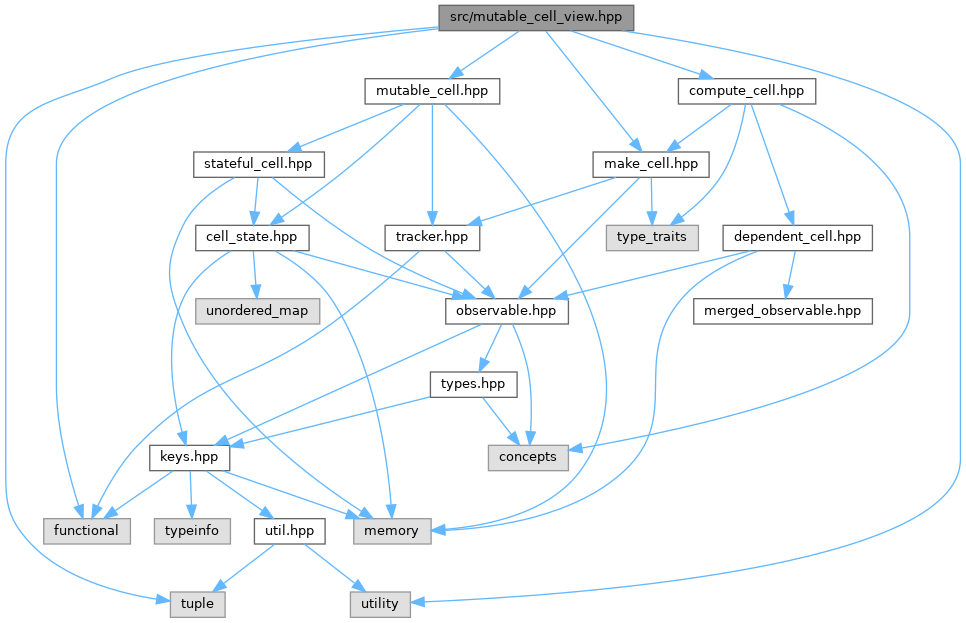 src/mutable_cell_view.hpp
mutable_cell.hpp
compute_cell.hpp
stateful_cell.hpp
make_cell.hpp
cell_state.hpp
tracker.hpp
type_traits
dependent_cell.hpp
unordered_map
observable.hpp
merged_observable.hpp
types.hpp
keys.hpp
concepts
functional
typeinfo
util.hpp
memory
tuple
utility